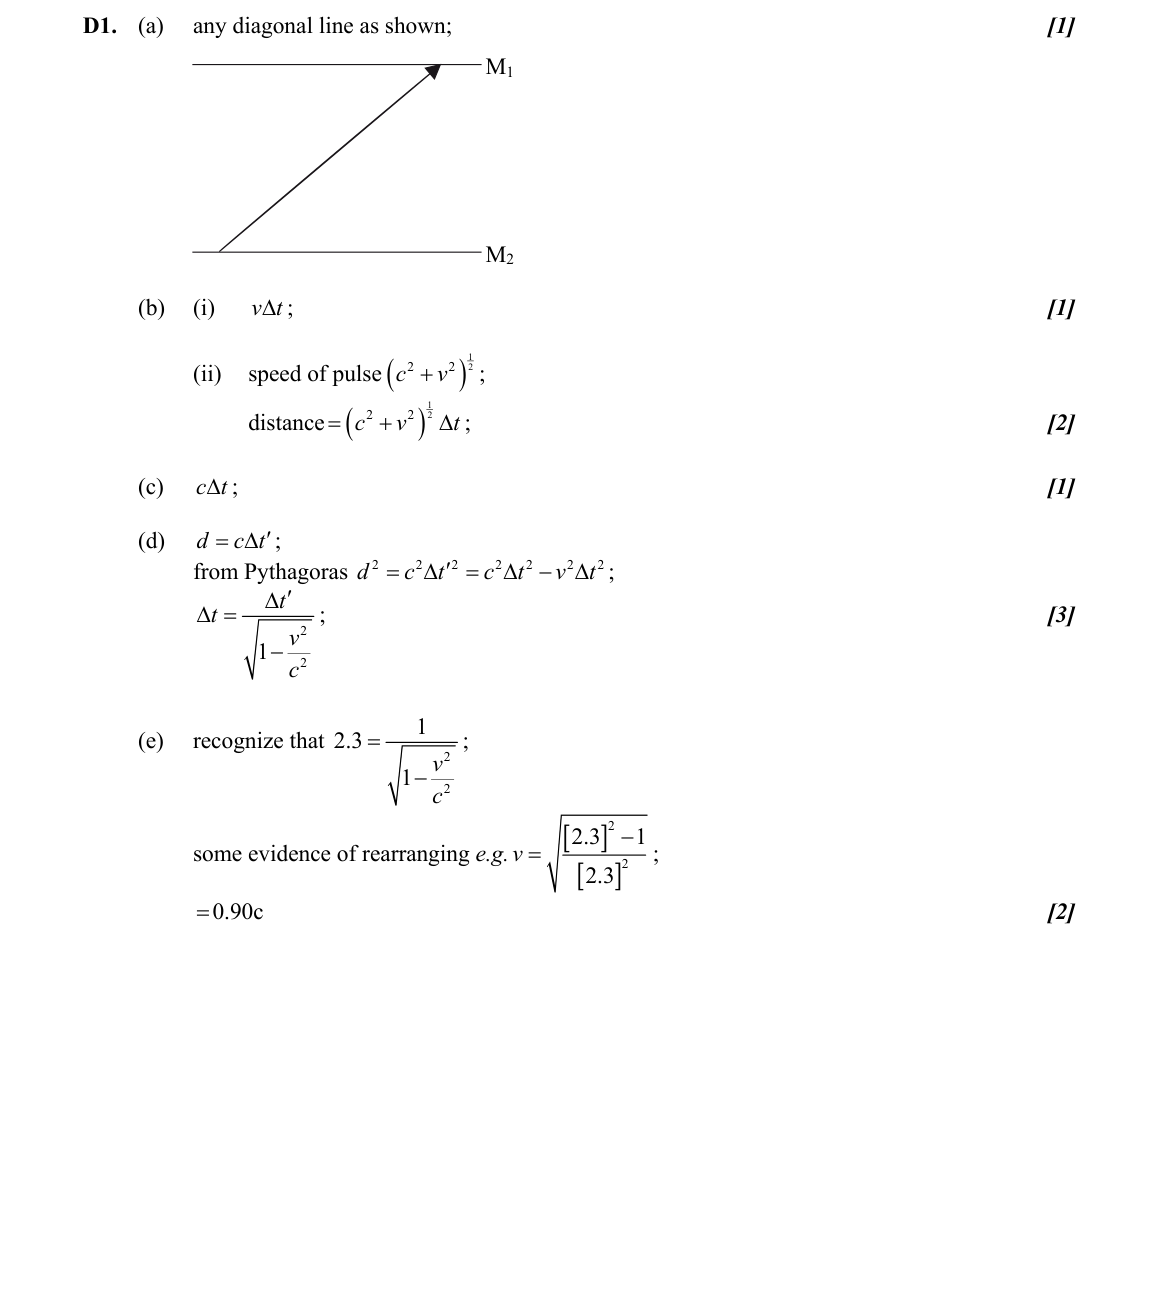 D1. (a) any diagonal line as shown; [1]
M₁
M₂
(b) (i) vΔt ; [1]
(ii) speed of pulse (c² + v²)^½ ;
distance = (c² + v²)^½ Δt ; [2]
(c) cΔt ; [1]
(d) d = cΔt′ ;
from Pythagoras d² = c²Δt′² = c²Δt² − v²Δt² ;
Δt = Δt′ / √(1 − v²/c²) ; [3]
(e) recognize that 2.3 = 1 / √(1 − v²/c²) ;
some evidence of rearranging e.g. v = √([2.3]² − 1 / [2.3]²) ;
= 0.90c [2]